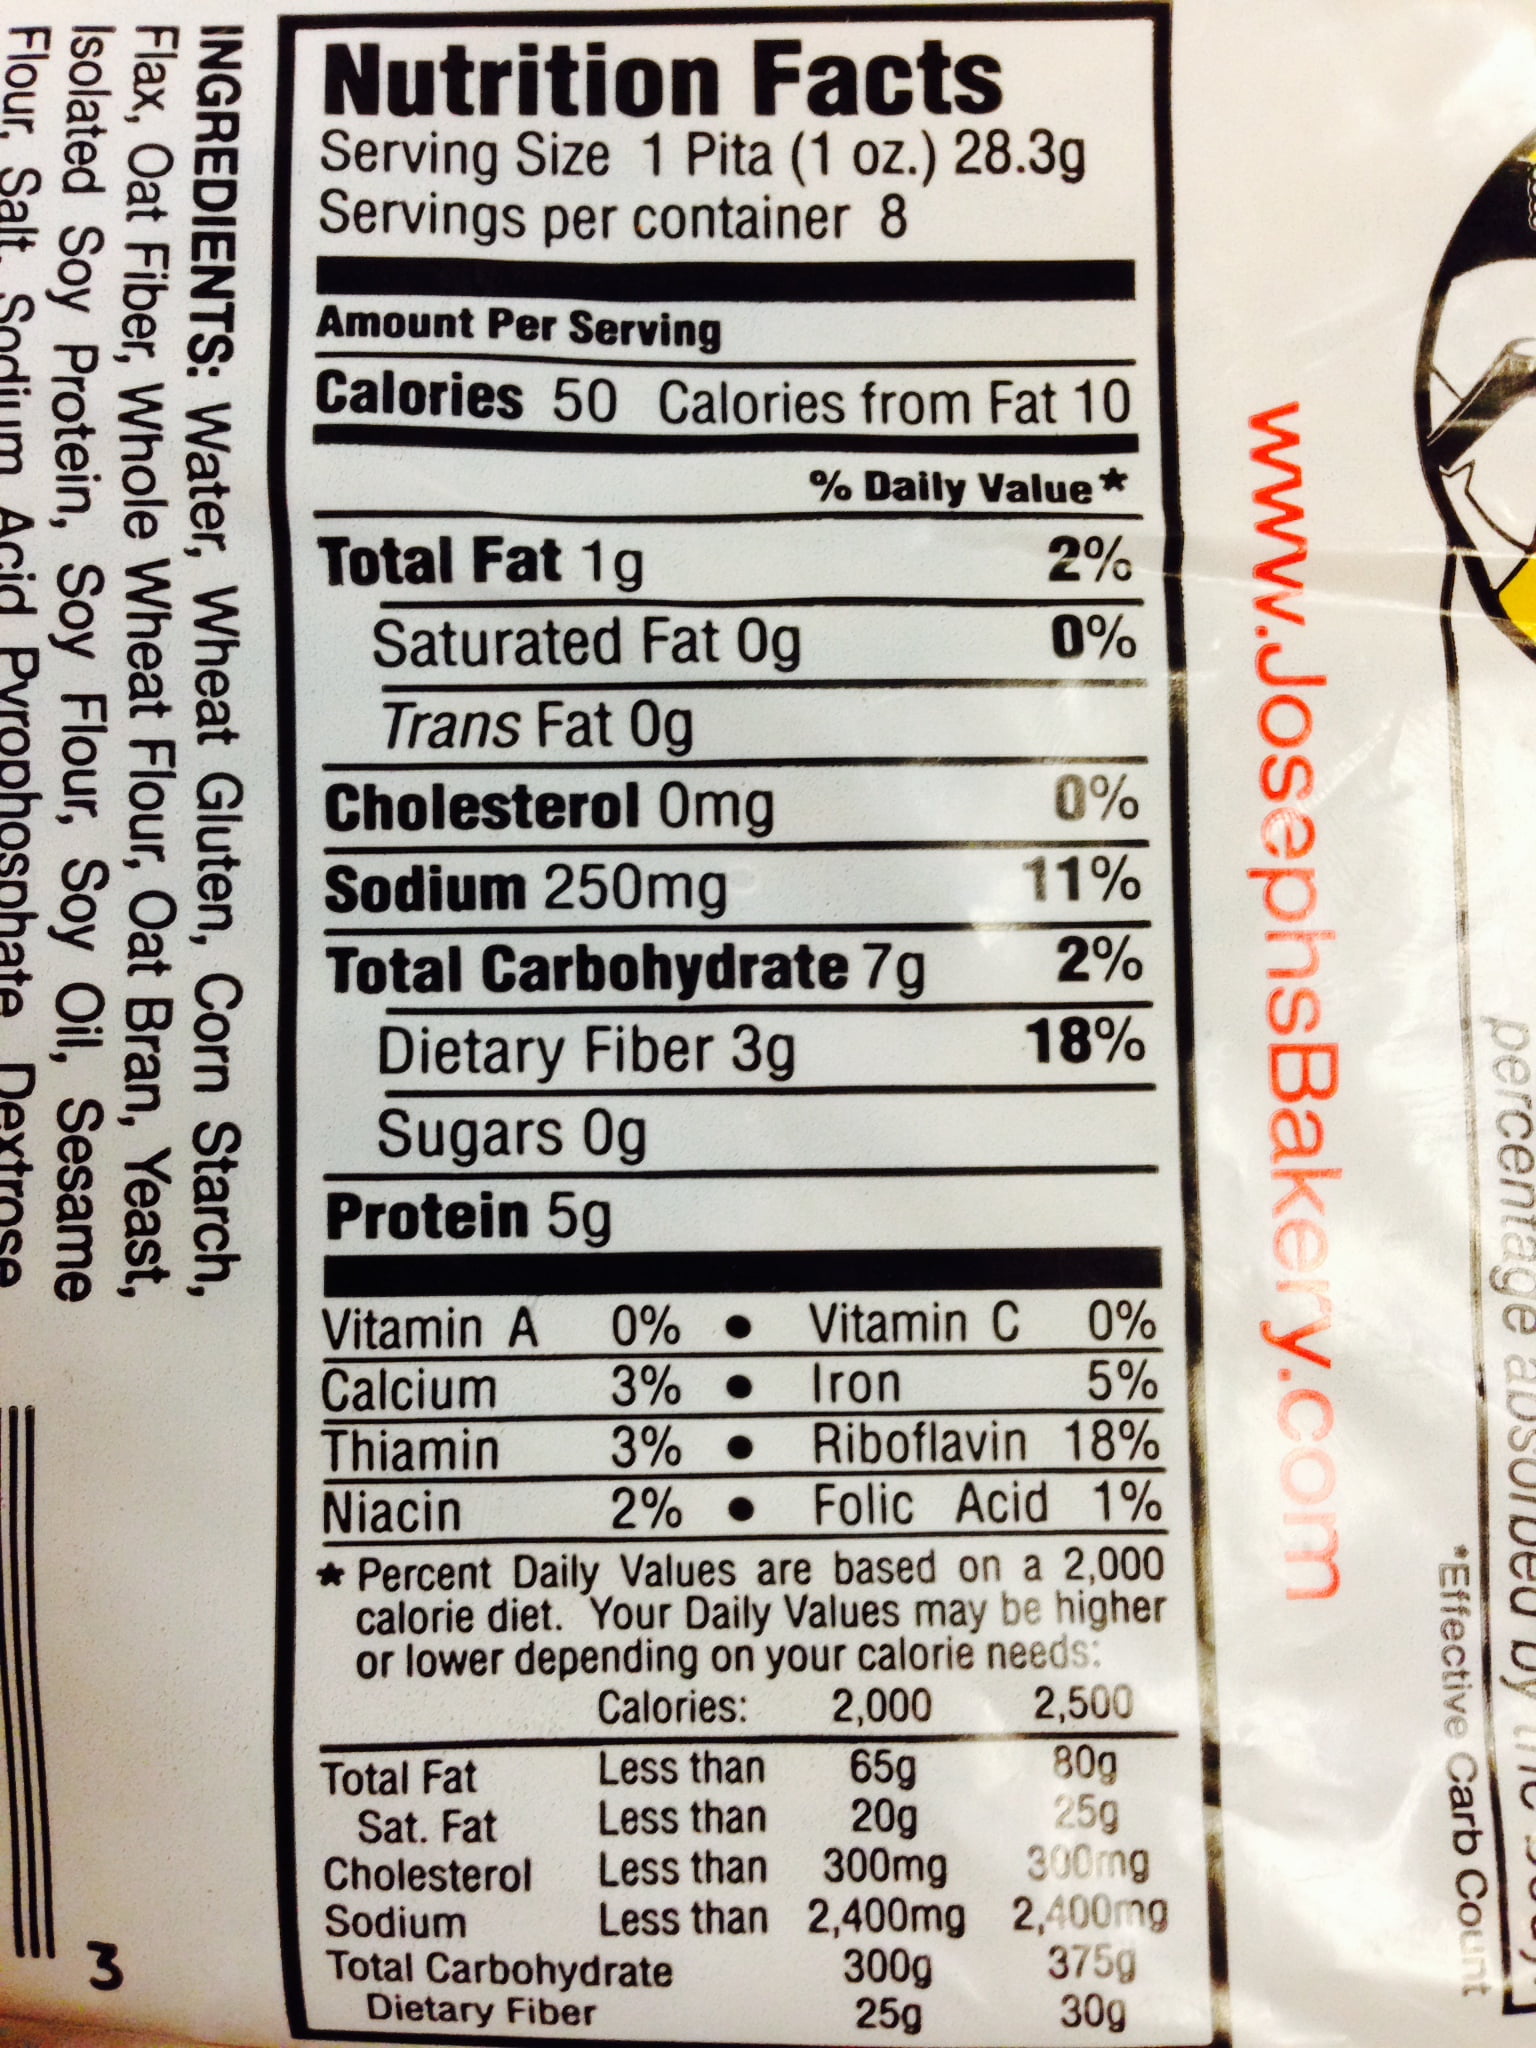 Nutrition Facts
Serving Size 1 Pita (1 oz.) 28.3g
Servings per container 8
Amount Per Serving
Calories 50 Calories from Fat 10
% Daily Value*
Total Fat 1g 2%
Saturated Fat 0g 0%
Trans Fat 0g
Cholesterol 0mg 0%
Sodium 250mg 11%
Total Carbohydrate 7g 2%
Dietary Fiber 3g 18%
Sugars 0g
Protein 5g
Vitamin A 0% • Vitamin C 0%
Calcium 3% • Iron 5%
Thiamin 3% • Riboflavin 18%
Niacin 2% • Folic Acid 1%
* Percent Daily Values are based on a 2,000
calorie diet. Your Daily Values may be higher
or lower depending on your calorie needs:
Calories: 2,000 2,500
Total Fat Less than 65g 80g
Sat. Fat Less than 20g 25g
Cholesterol Less than 300mg 300mg
Sodium Less than 2,400mg 2,400mg
Total Carbohydrate 300g 375g
Dietary Fiber 25g 30g
INGREDIENTS: Water, Wheat Gluten, Corn Starch,
Flax, Oat Fiber, Whole Wheat Flour, Oat Bran, Yeast,
Isolated Soy Protein, Soy Flour, Soy Oil, Sesame
Flour, Salt, Sodium Acid Pyrophosphate, Dextrose
3
www.JosephsBakery.com
percentage absorbed by the
*Effective Carb Count